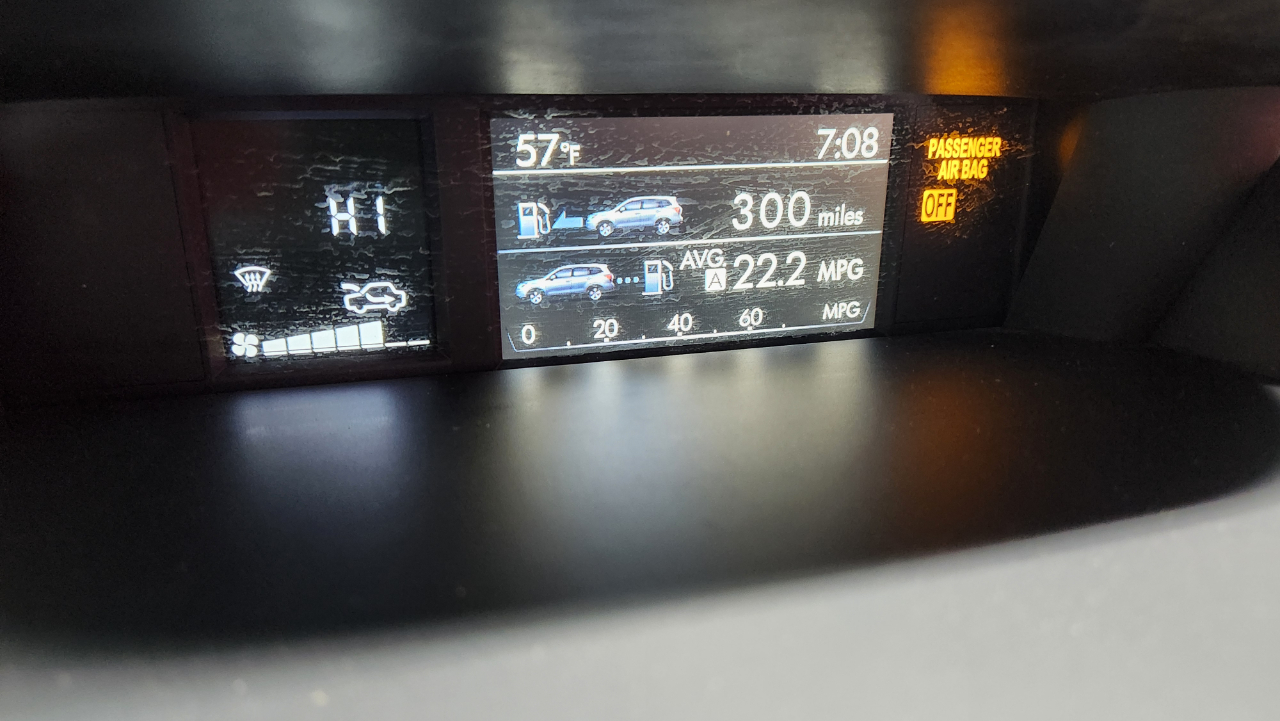 HI
57°F 7:08
300 miles
AVG
A 22.2 MPG
0 20 40 60 MPG
PASSENGER
AIR BAG
OFF